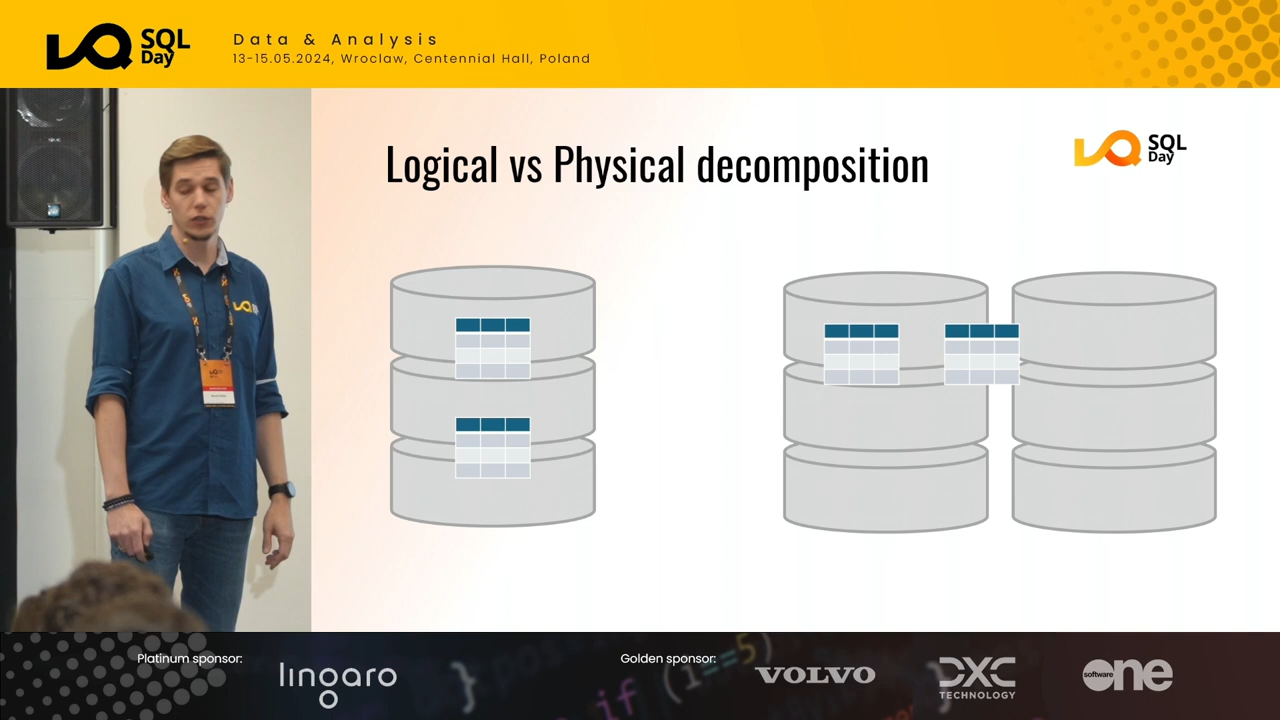 SQL
Day
Data & Analysis
13-15.05.2024, Wroclaw, Centennial Hall, Poland
Logical vs Physical decomposition
SQL
Day
Platinum sponsor:
lingaro
Golden sponsor:
VOLVO
DXC
TECHNOLOGY
software
one